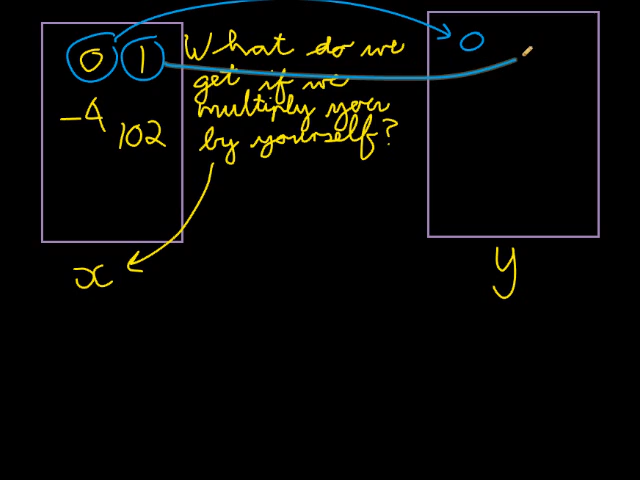 0 1 What do we 0
get if we
multiply you
-4 102 by yourself?
x y